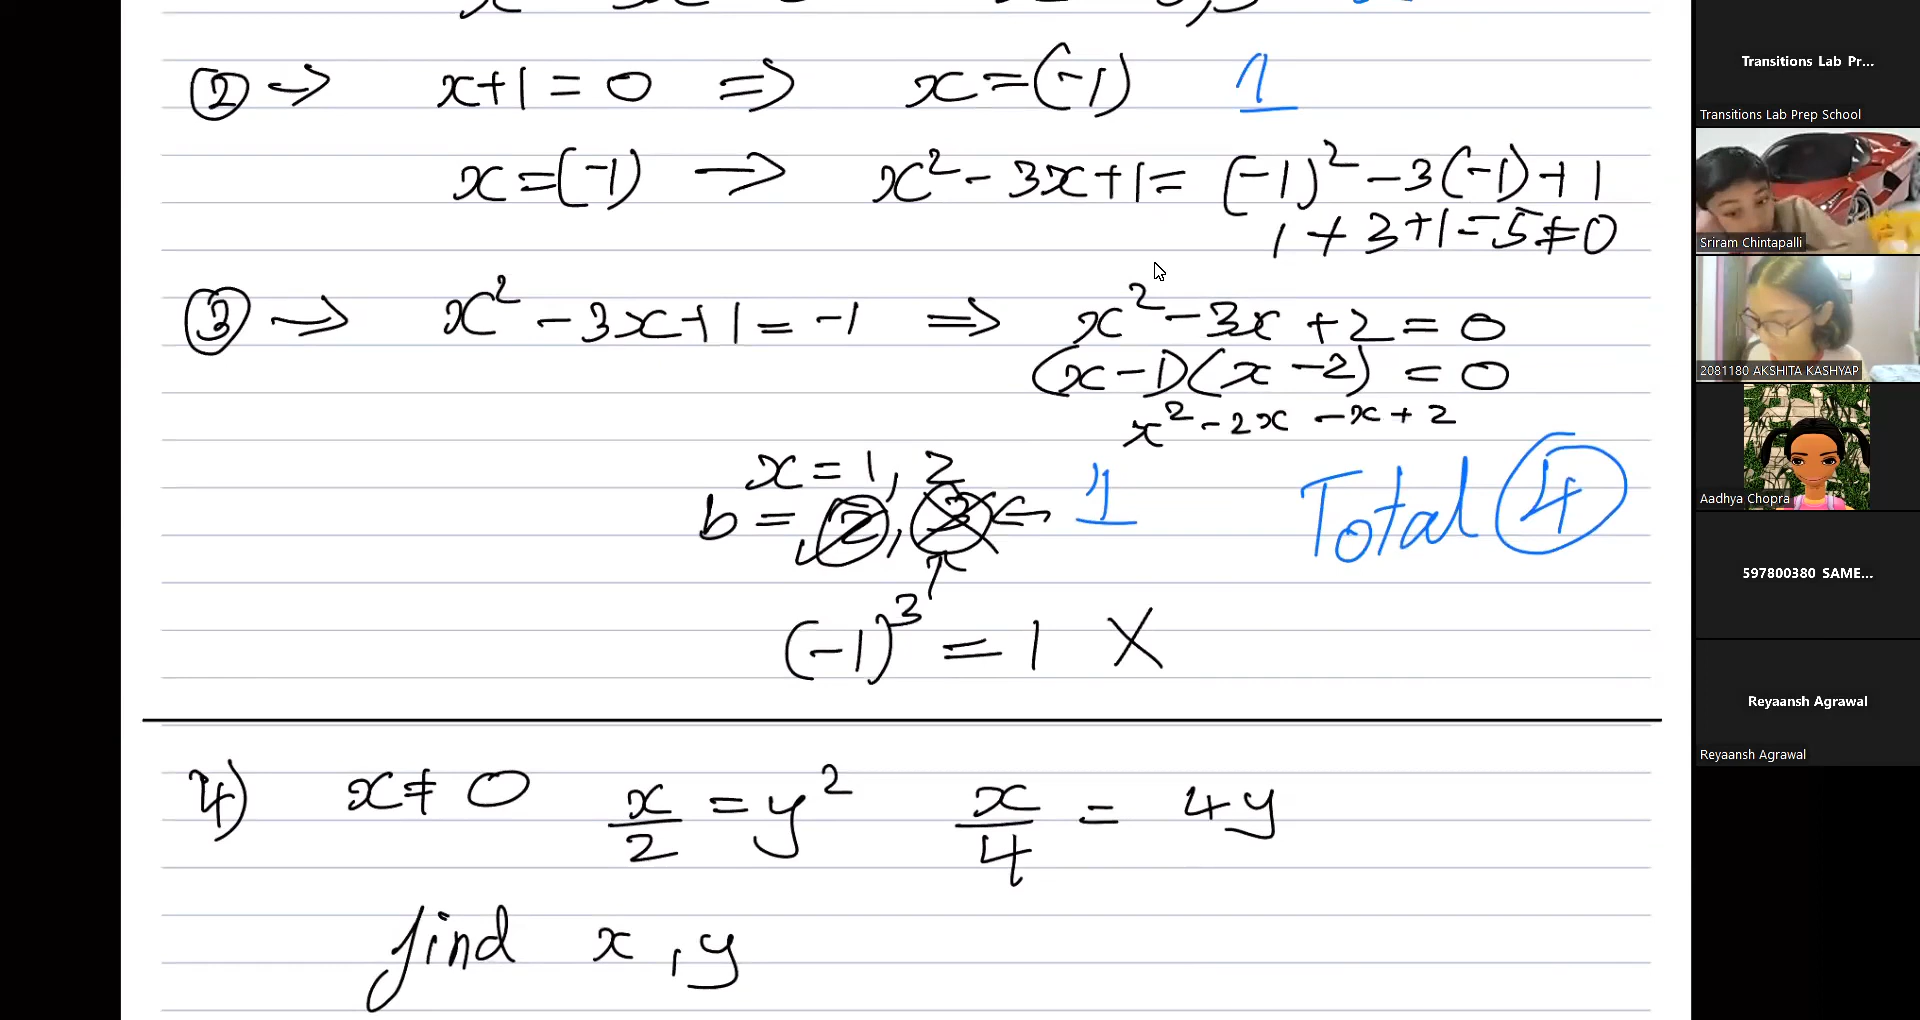 ② → x+1 = 0 ⇒ x = (-1) 1
x = (-1) → x² - 3x + 1 = (-1)² - 3(-1) + 1
1 + 3 + 1 = 5 ≠ 0
③ → x² - 3x + 1 = -1 ⇒ x² - 3x + 2 = 0
(x - 1)(x - 2) = 0
x² - 2x - x + 2
x = 1, 2
b = 2, 3 ← 1 Total 4
(-1)³ = 1 X
4) x ≠ 0 x/2 = y² x/4 = 4y
find x, y
Transitions Lab Pr...
Transitions Lab Prep School
Sriram Chintapalli
2081180 AKSHITA KASHYAP
Aadhya Chopra
597800380 SAME...
Reyaansh Agrawal
Reyaansh Agrawal